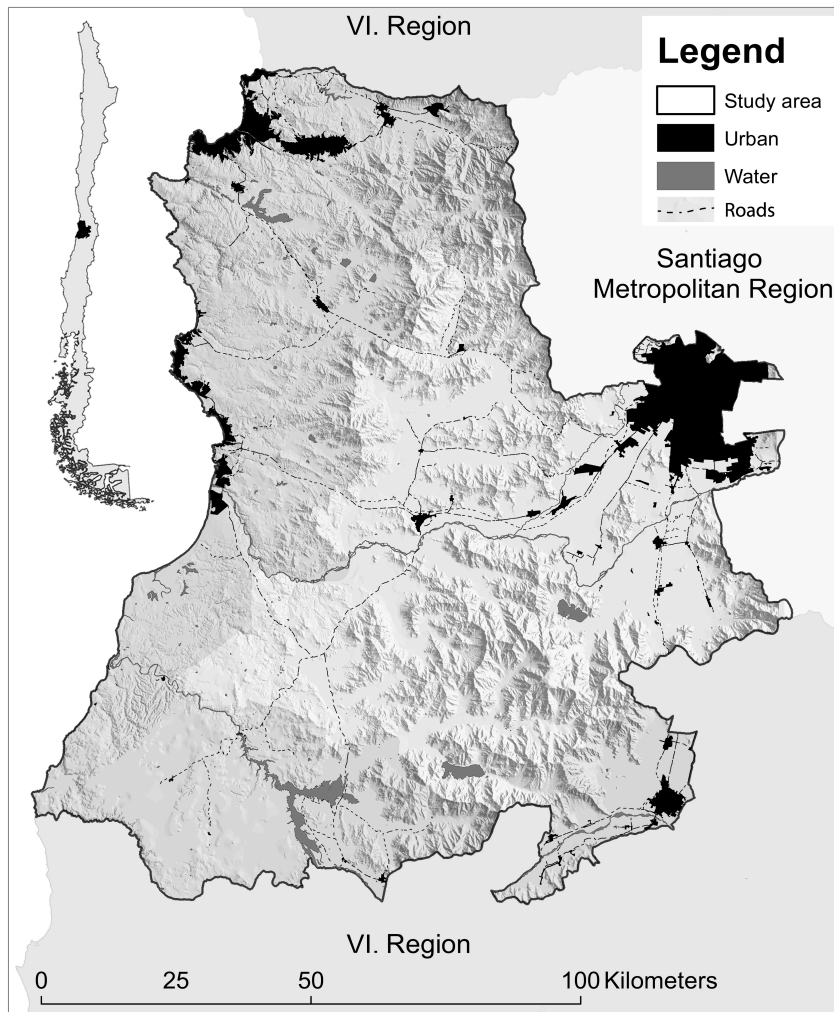 VI. Region
Legend
Study area
Urban
Water
Roads
Santiago
Metropolitan Region
VI. Region
0 25 50 100 Kilometers